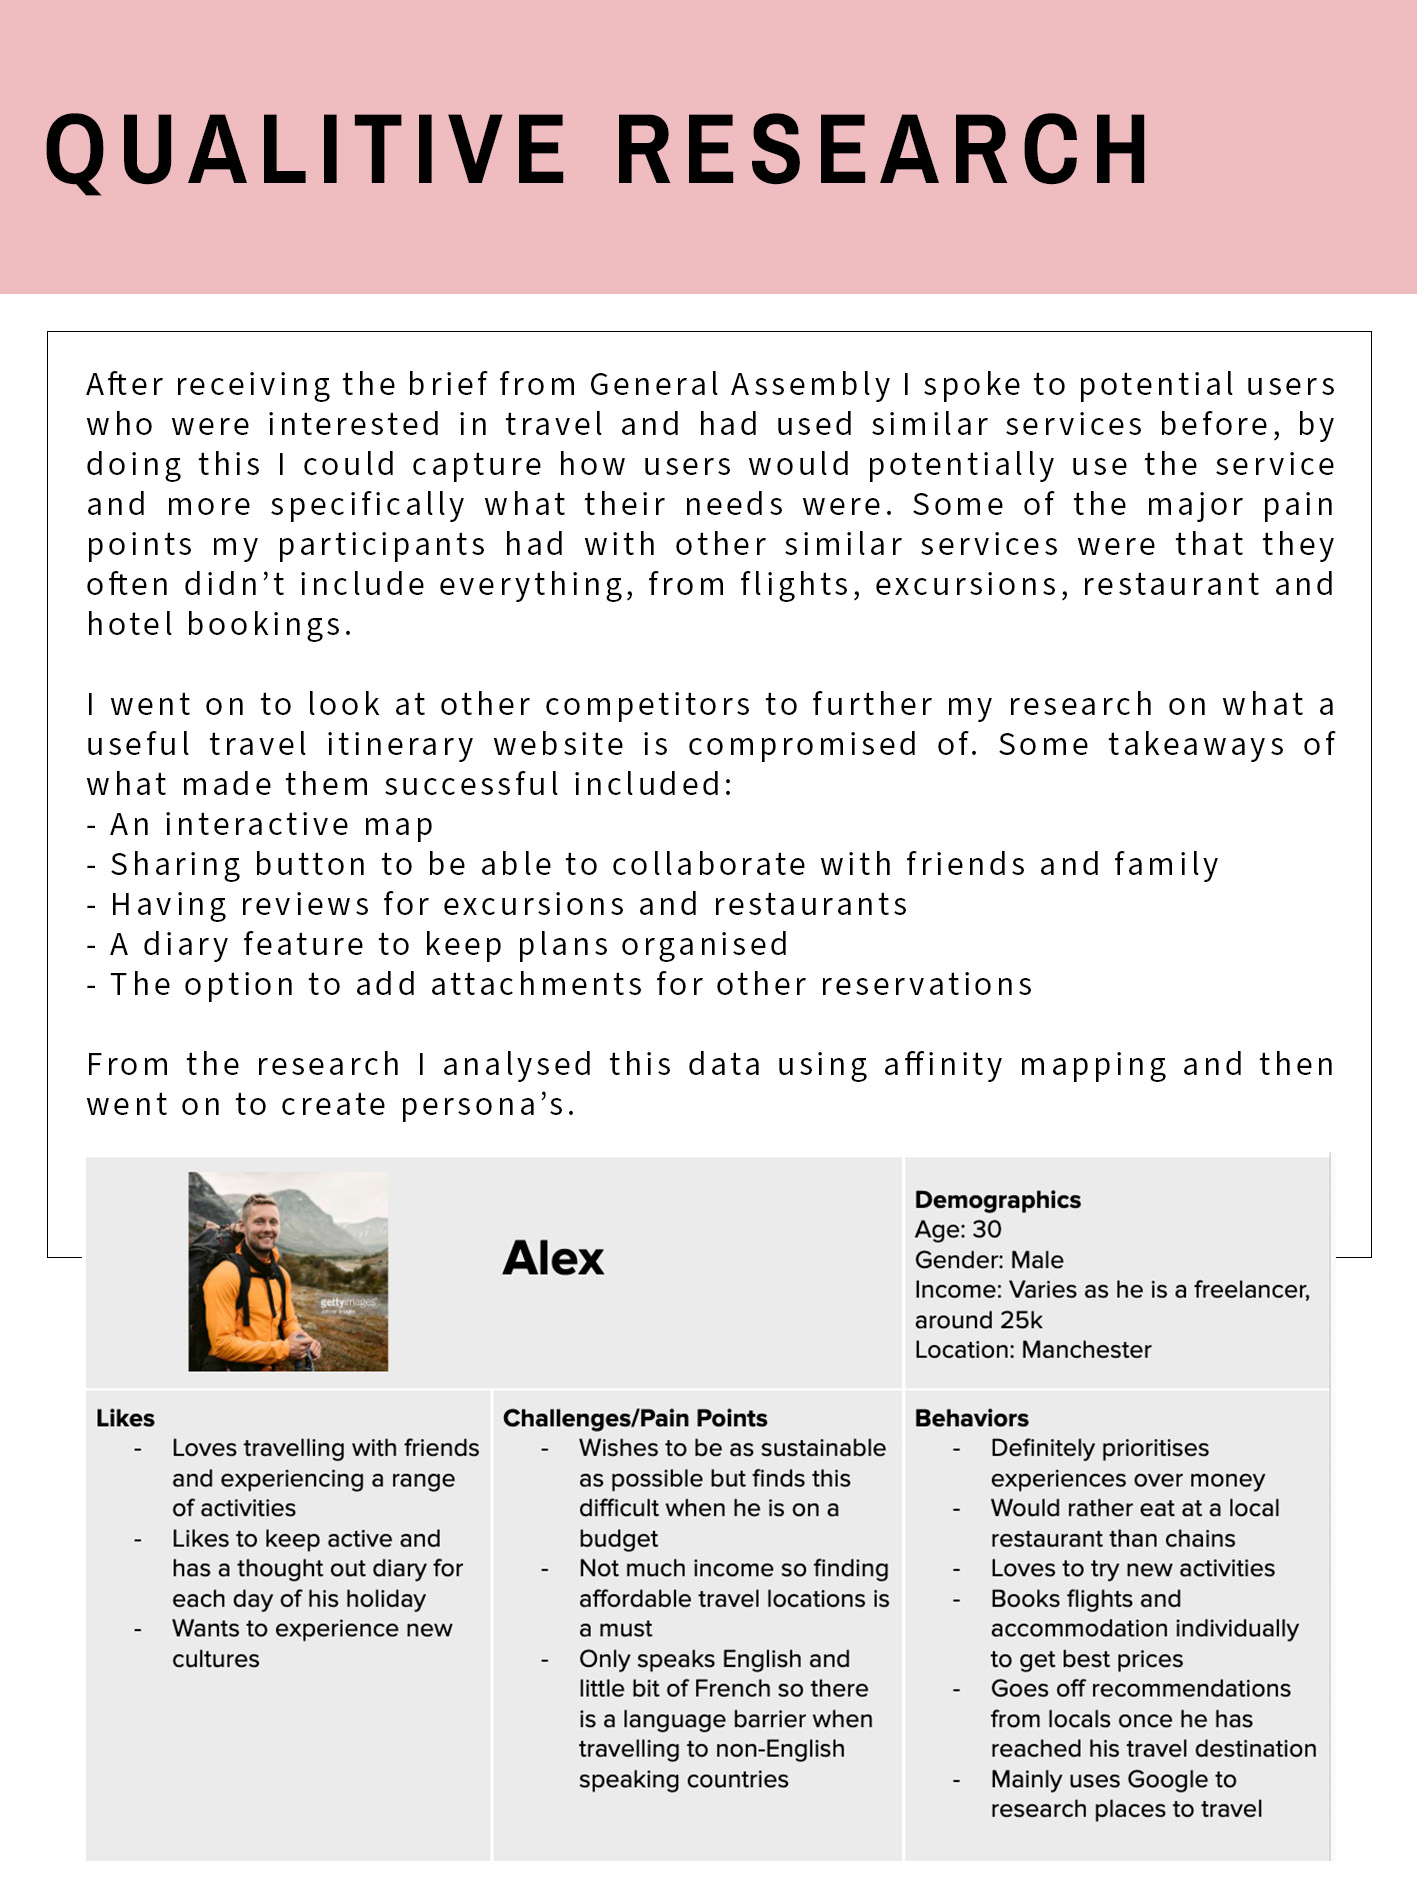 QUALITIVE RESEARCH
After receiving the brief from General Assembly I spoke to potential users
who were interested in travel and had used similar services before, by
doing this I could capture how users would potentially use the service
and more specifically what their needs were. Some of the major pain
points my participants had with other similar services were that they
often didn’t include everything, from flights, excursions, restaurant and
hotel bookings.
I went on to look at other competitors to further my research on what a
useful travel itinerary website is compromised of. Some takeaways of
what made them successful included:
- An interactive map
- Sharing button to be able to collaborate with friends and family
- Having reviews for excursions and restaurants
- A diary feature to keep plans organised
- The option to add attachments for other reservations
From the research I analysed this data using affinity mapping and then
went on to create persona’s.
gettyimages
Alex
Demographics
Age: 30
Gender: Male
Income: Varies as he is a freelancer,
around 25k
Location: Manchester
Likes
- Loves travelling with friends
and experiencing a range
of activities
- Likes to keep active and
has a thought out diary for
each day of his holiday
- Wants to experience new
cultures
Challenges/Pain Points
- Wishes to be as sustainable
as possible but finds this
difficult when he is on a
budget
- Not much income so finding
affordable travel locations is
a must
- Only speaks English and
little bit of French so there
is a language barrier when
travelling to non-English
speaking countries
Behaviors
- Definitely prioritises
experiences over money
- Would rather eat at a local
restaurant than chains
- Loves to try new activities
- Books flights and
accommodation individually
to get best prices
- Goes off recommendations
from locals once he has
reached his travel destination
- Mainly uses Google to
research places to travel